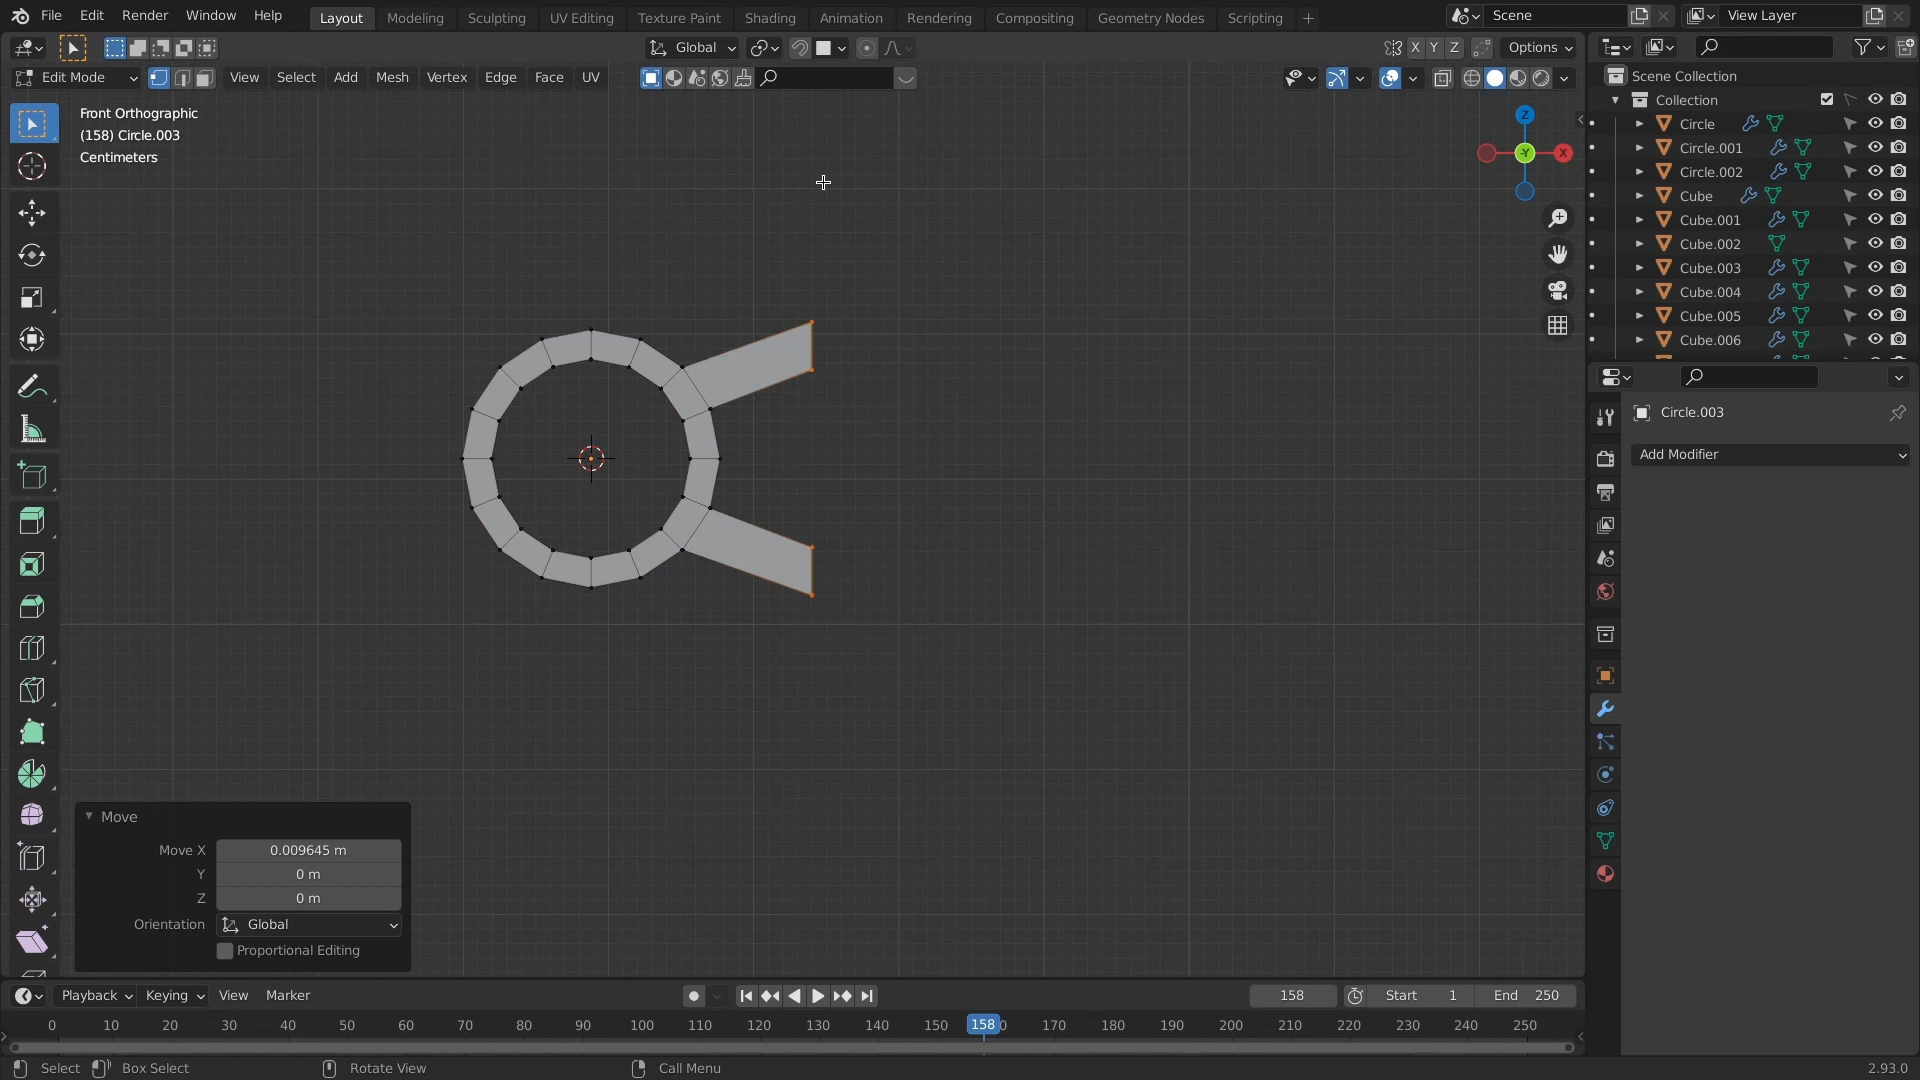 File Edit Render Window Help Layout Modeling Sculpting UV Editing Texture Paint Shading Animation Rendering Compositing Geometry Nodes Scripting + Scene View Layer
Global X Y Z Options
Edit Mode View Select Add Mesh Vertex Edge Face UV
Scene Collection
Collection
Circle
Circle.001
Circle.002
Cube
Cube.001
Cube.002
Cube.003
Cube.004
Cube.005
Cube.006
Front Orthographic
(158) Circle.003
Centimeters
Z
-Y X
Circle.003
Add Modifier
Move
Move X 0.009645 m
Y 0 m
Z 0 m
Orientation Global
Proportional Editing
Playback Keying View Marker 158 Start 1 End 250
0 10 20 30 40 50 60 70 80 90 100 110 120 130 140 150 158 170 180 190 200 210 220 230 240 250
Select Box Select Rotate View Call Menu 2.93.0